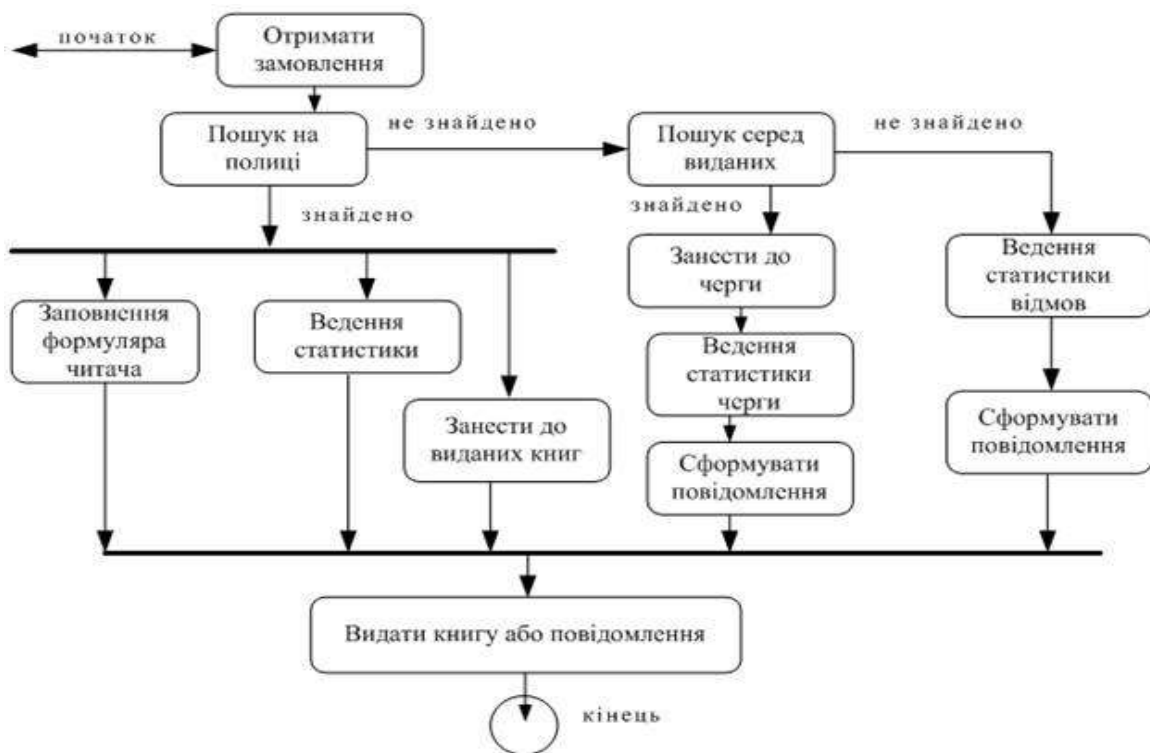 початок
Отримати
замовлення
Пошук на
полиці
не знайдено
Пошук серед
виданих
не знайдено
знайдено
знайдено
Заповнення
формуляра
читача
Ведення
статистики
Занести до
виданих книг
Занести до
черги
Ведення
статистики
черги
Сформувати
повідомлення
Ведення
статистики
відмов
Сформувати
повідомлення
Видати книгу або повідомлення
кінець